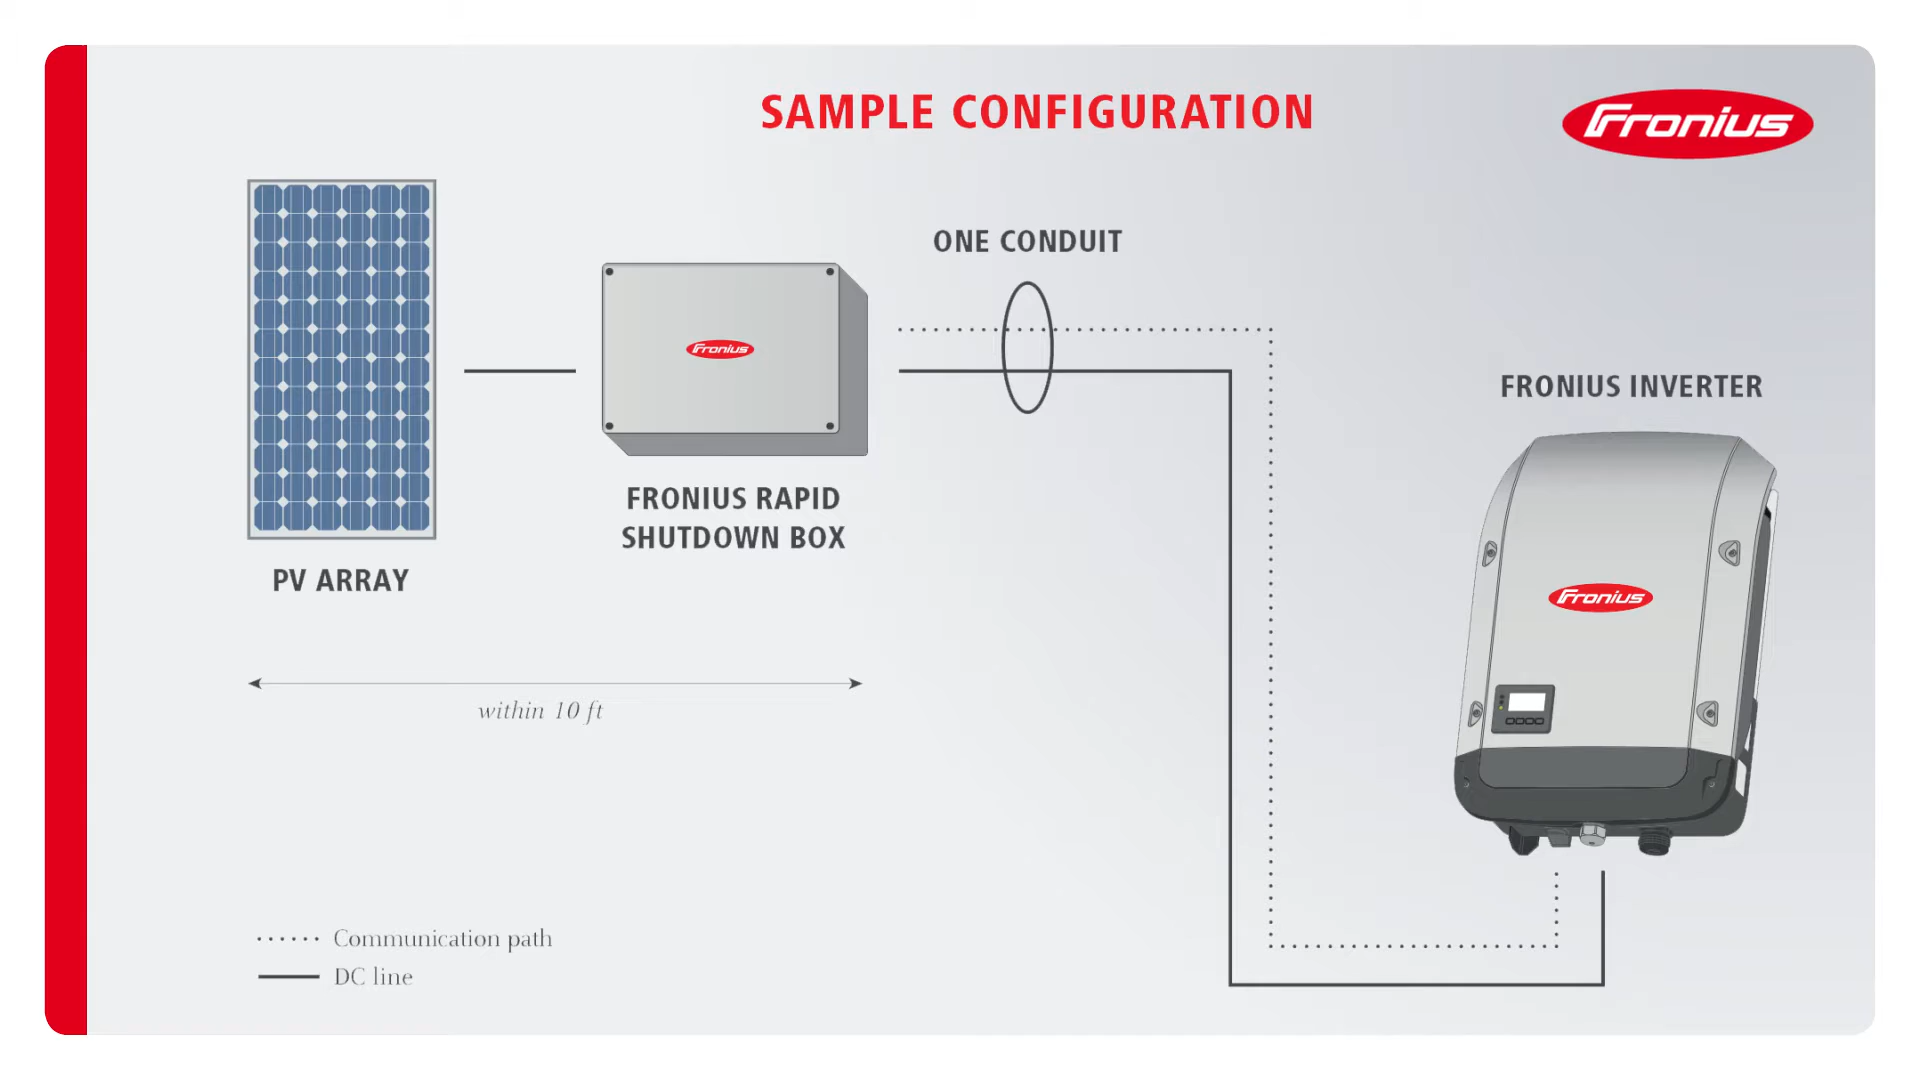 SAMPLE CONFIGURATION
Fronius
ONE CONDUIT
Fronius
FRONIUS INVERTER
FRONIUS RAPID
SHUTDOWN BOX
PV ARRAY
Fronius
within 10 ft
Communication path
DC line